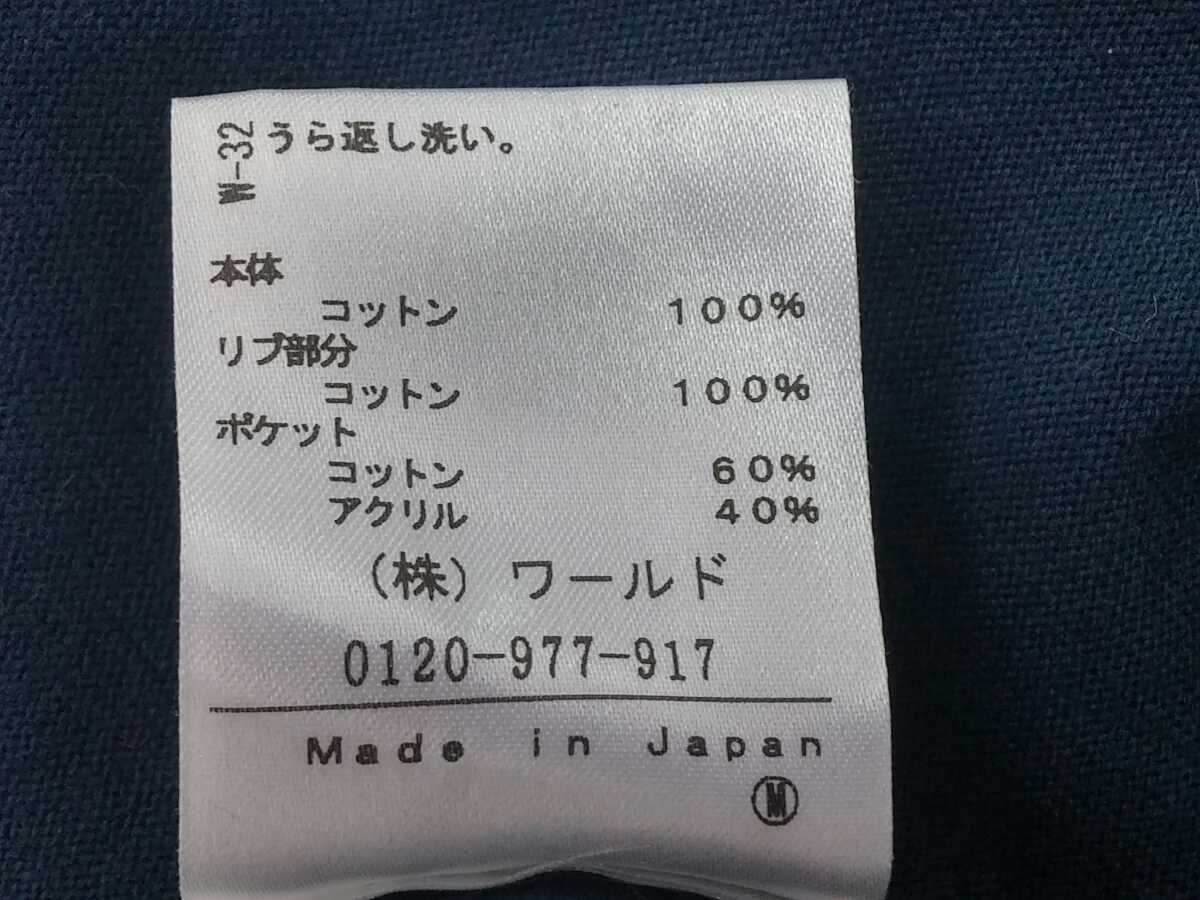 W-32
うら返し洗い。
本体
コットン 100%
リブ部分
コットン 100%
ポケット
コットン 60%
アクリル 40%
(株) ワールド
0120-977-917
Made in Japan
Ⓜ